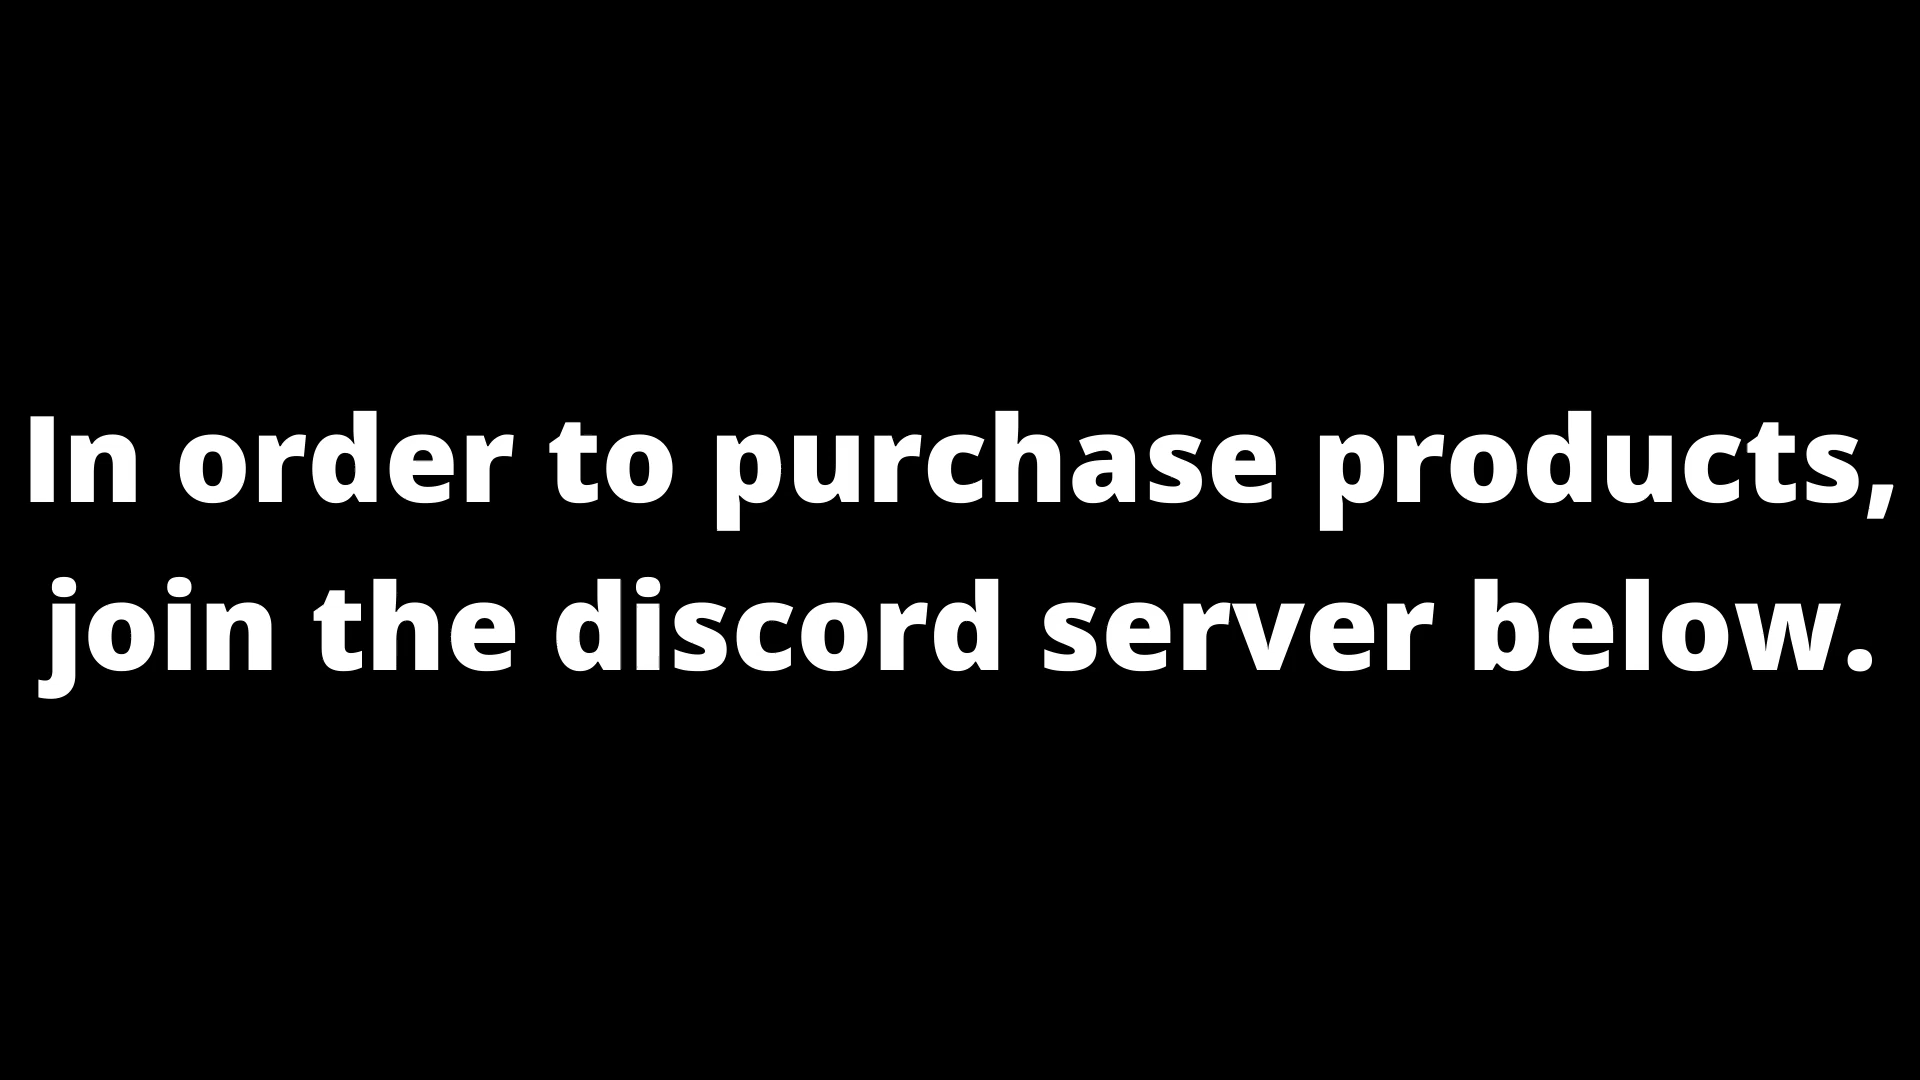 In order to purchase products,
join the discord server below.